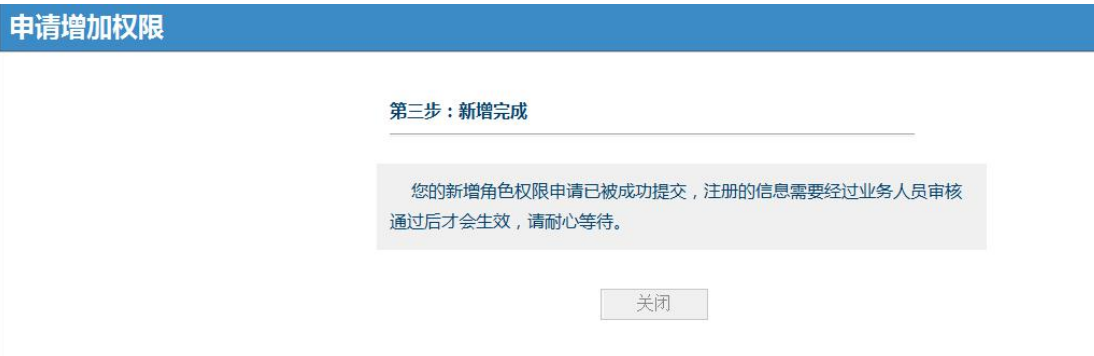 申请增加权限
第三步：新增完成
您的新增角色权限申请已被成功提交，注册的信息需要经过业务人员审核
通过后才会生效，请耐心等待。
关闭